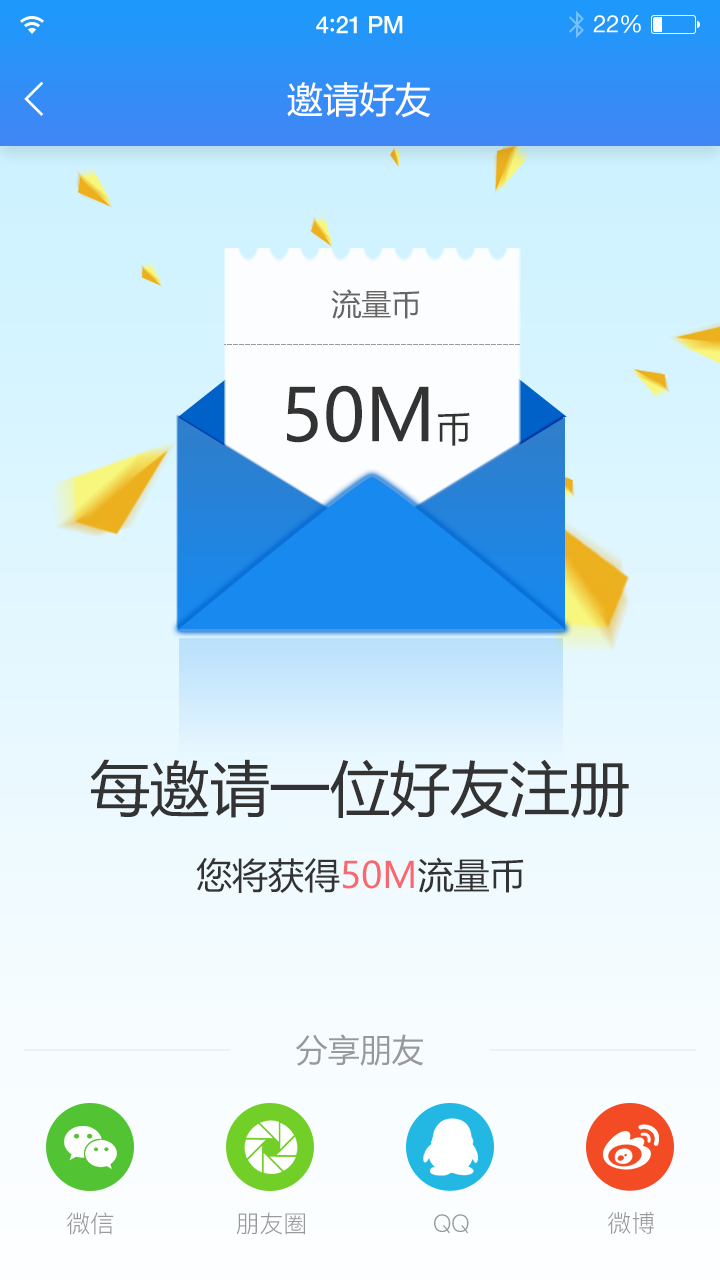 4:21 PM
22%
邀请好友
流量币
50M币
每邀请一位好友注册
您将获得50M流量币
分享朋友
微信
朋友圈
QQ
微博